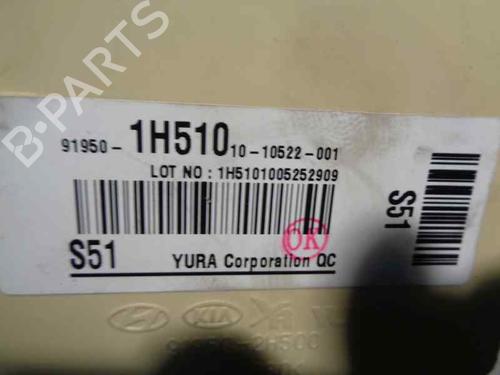 B-PARTS
91950- 1H510 10-10522-001
LOT NO : 1H5101005252909
OK
S51
S51 YURA Corporation QC
KIA